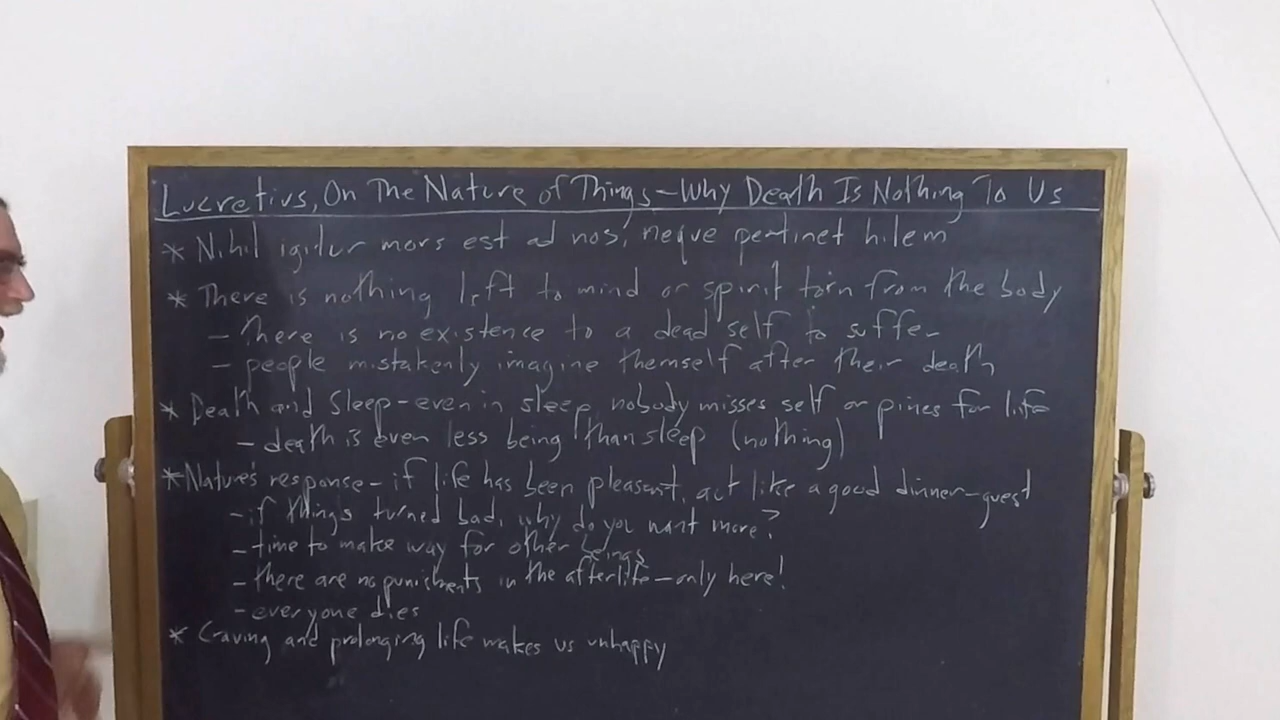 Lucretius, On The Nature of Things - Why Death Is Nothing To Us
* Nihil igitur mors est ad nos, neque pertinet hilem
* There is nothing left to mind or spirit torn from the body
- there is no existence to a dead self to suffer
- people mistakenly imagine themself after their death
* Death and Sleep - even in sleep, nobody misses self or pines for life
- death is even less being than sleep (nothing)
* Nature's response - if life has been pleasant, act like a good dinner-guest
- if things turned bad, why do you want more?
- time to make way for other beings
- there are no punishments in the afterlife - only here!
- everyone dies
* Craving and prolonging life makes us unhappy